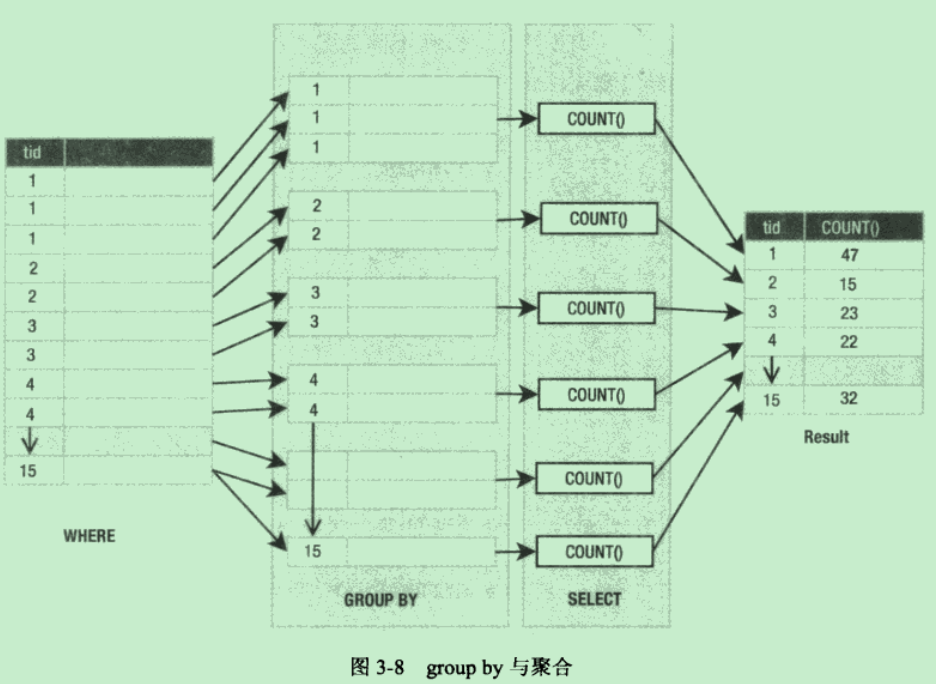 tid
1
1
1
2
2
3
3
4
4
15
WHERE
1
1
1
2
2
3
3
4
4
15
GROUP BY
COUNT()
COUNT()
COUNT()
COUNT()
COUNT()
COUNT()
SELECT
tid COUNT()
1 47
2 15
3 23
4 22
15 32
Result
图 3-8 group by 与聚合